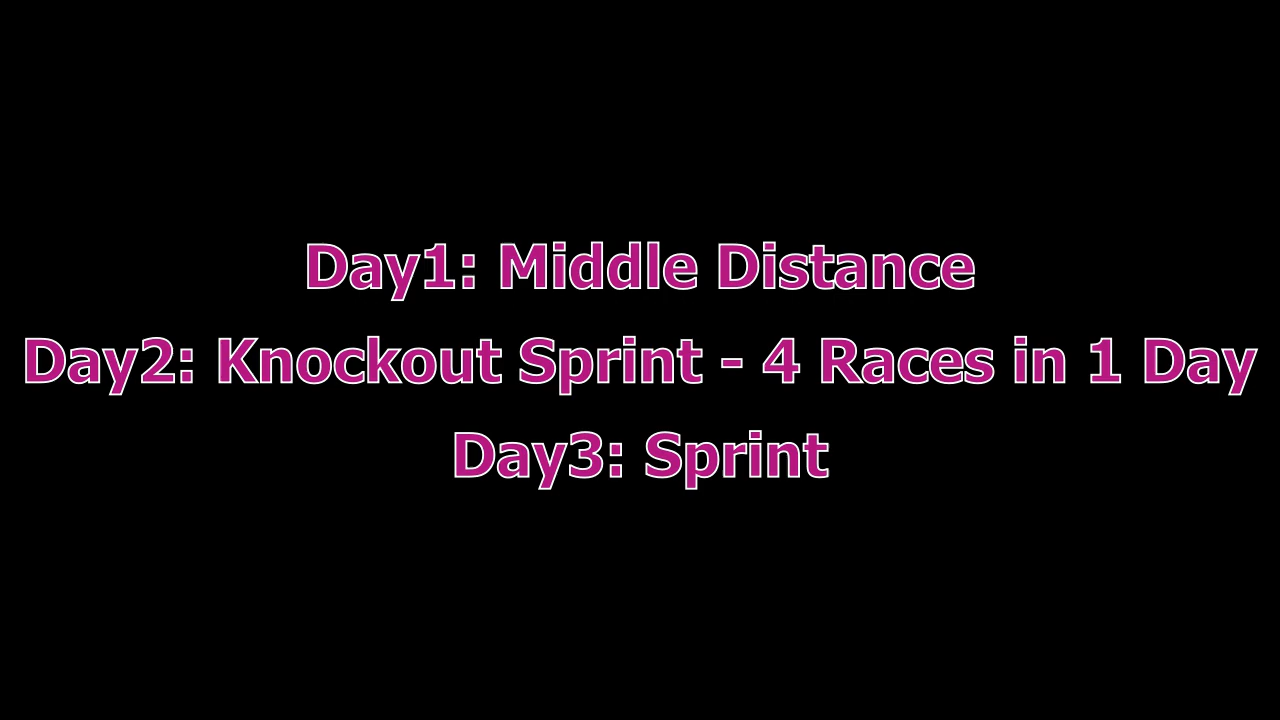 Day1: Middle Distance
Day2: Knockout Sprint - 4 Races in 1 Day
Day3: Sprint